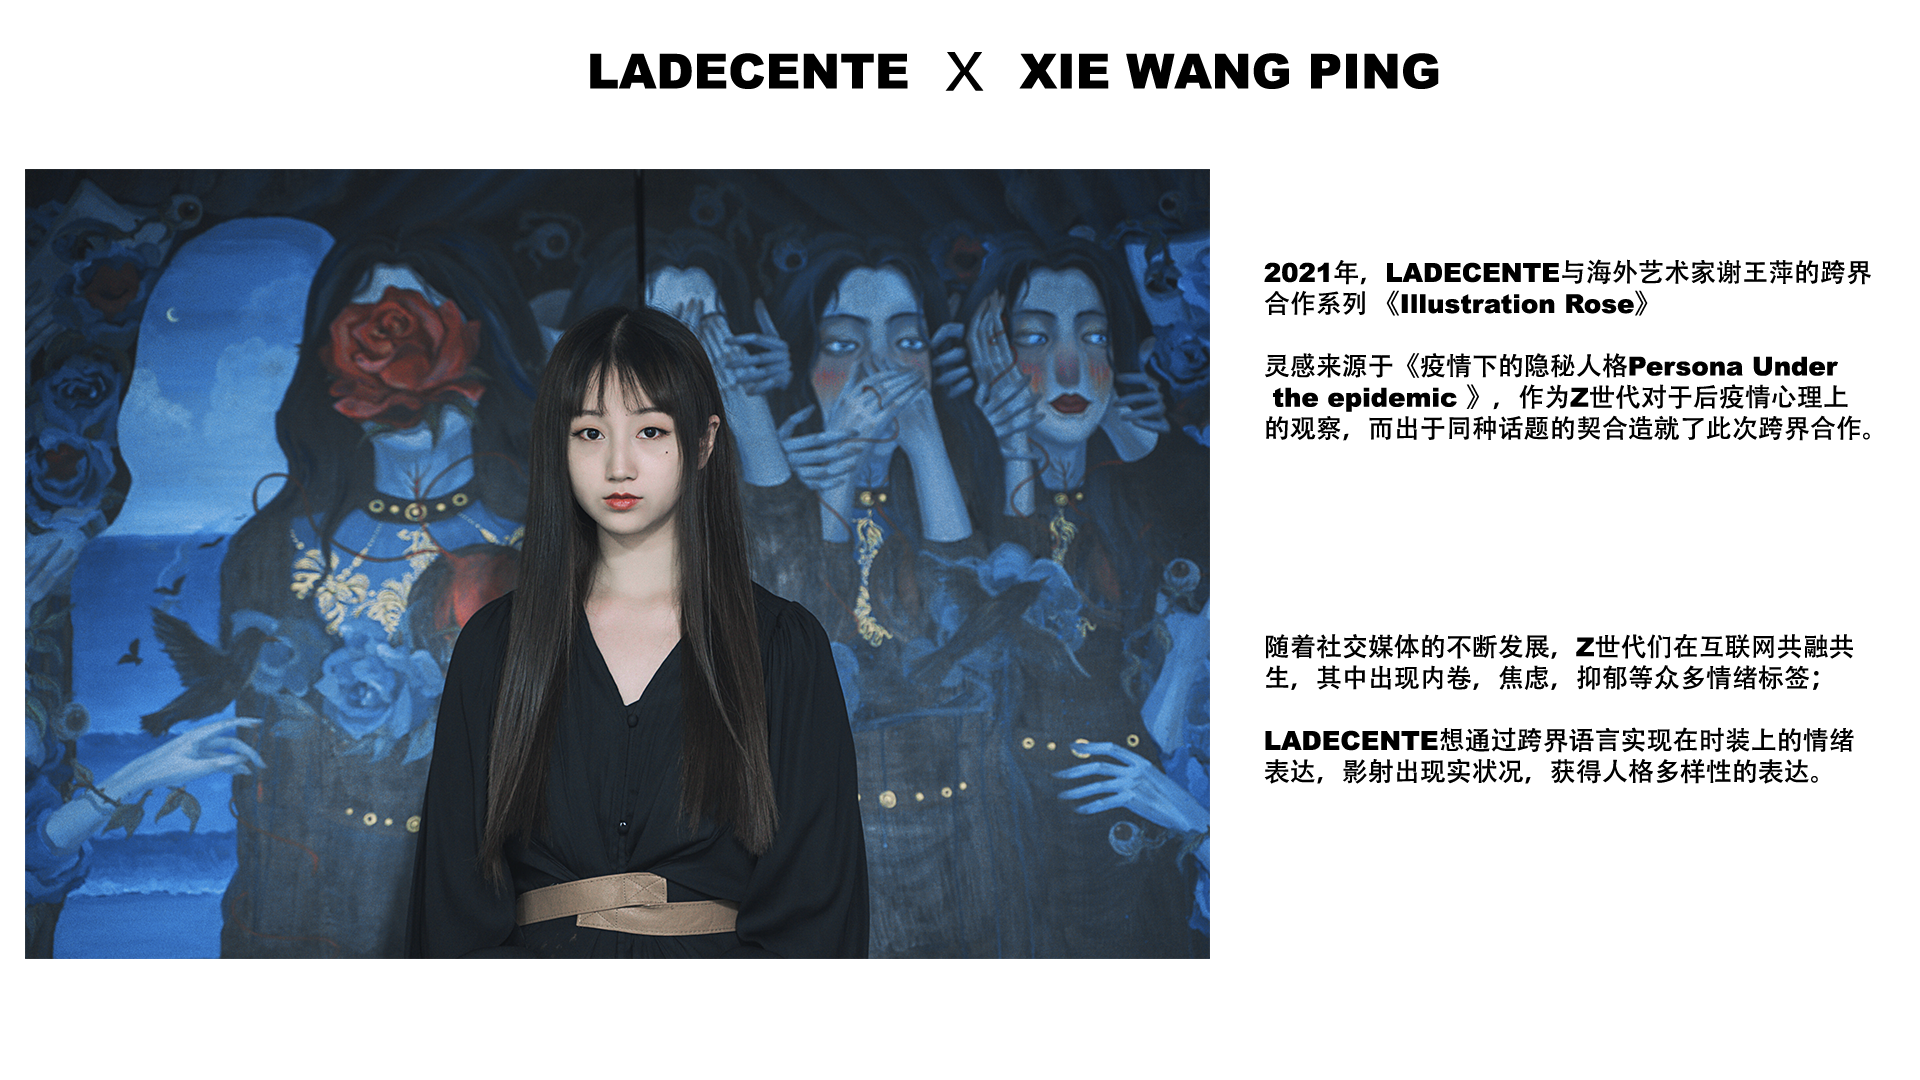 LADECENTE X XIE WANG PING
2021年，LADECENTE与海外艺术家谢王萍的跨界
合作系列 《Illustration Rose》
灵感来源于《疫情下的隐秘人格Persona Under
the epidemic 》，作为Z世代对于后疫情心理上
的观察，而出于同种话题的契合造就了此次跨界合作。
随着社交媒体的不断发展，Z世代们在互联网共融共
生，其中出现内卷，焦虑，抑郁等众多情绪标签；
LADECENTE想通过跨界语言实现在时装上的情绪
表达，影射出现实状况，获得人格多样性的表达。